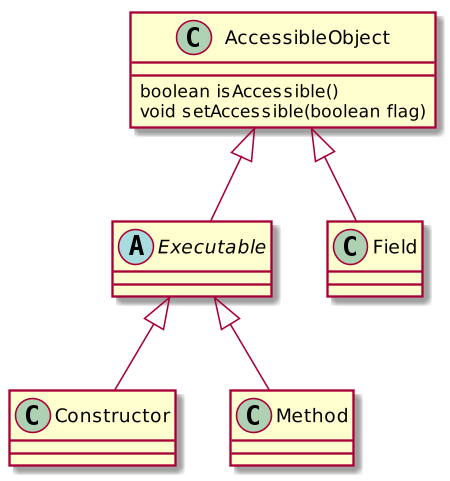 C AccessibleObject
boolean isAccessible()
void setAccessible(boolean flag)
A Executable
C Field
C Constructor
C Method